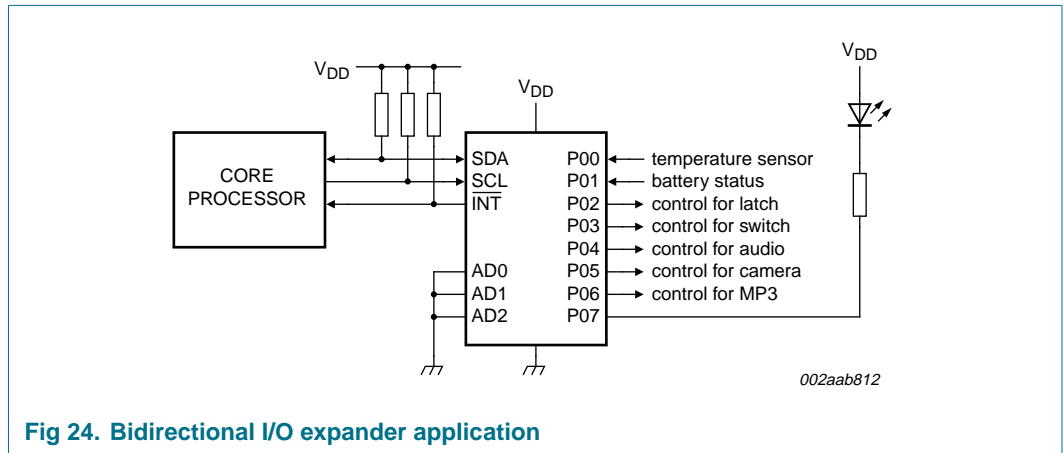 VDD
VDD
VDD
CORE
PROCESSOR
SDA
SCL
INT
AD0
AD1
AD2
P00
P01
P02
P03
P04
P05
P06
P07
temperature sensor
battery status
control for latch
control for switch
control for audio
control for camera
control for MP3
002aab812
Fig 24. Bidirectional I/O expander application